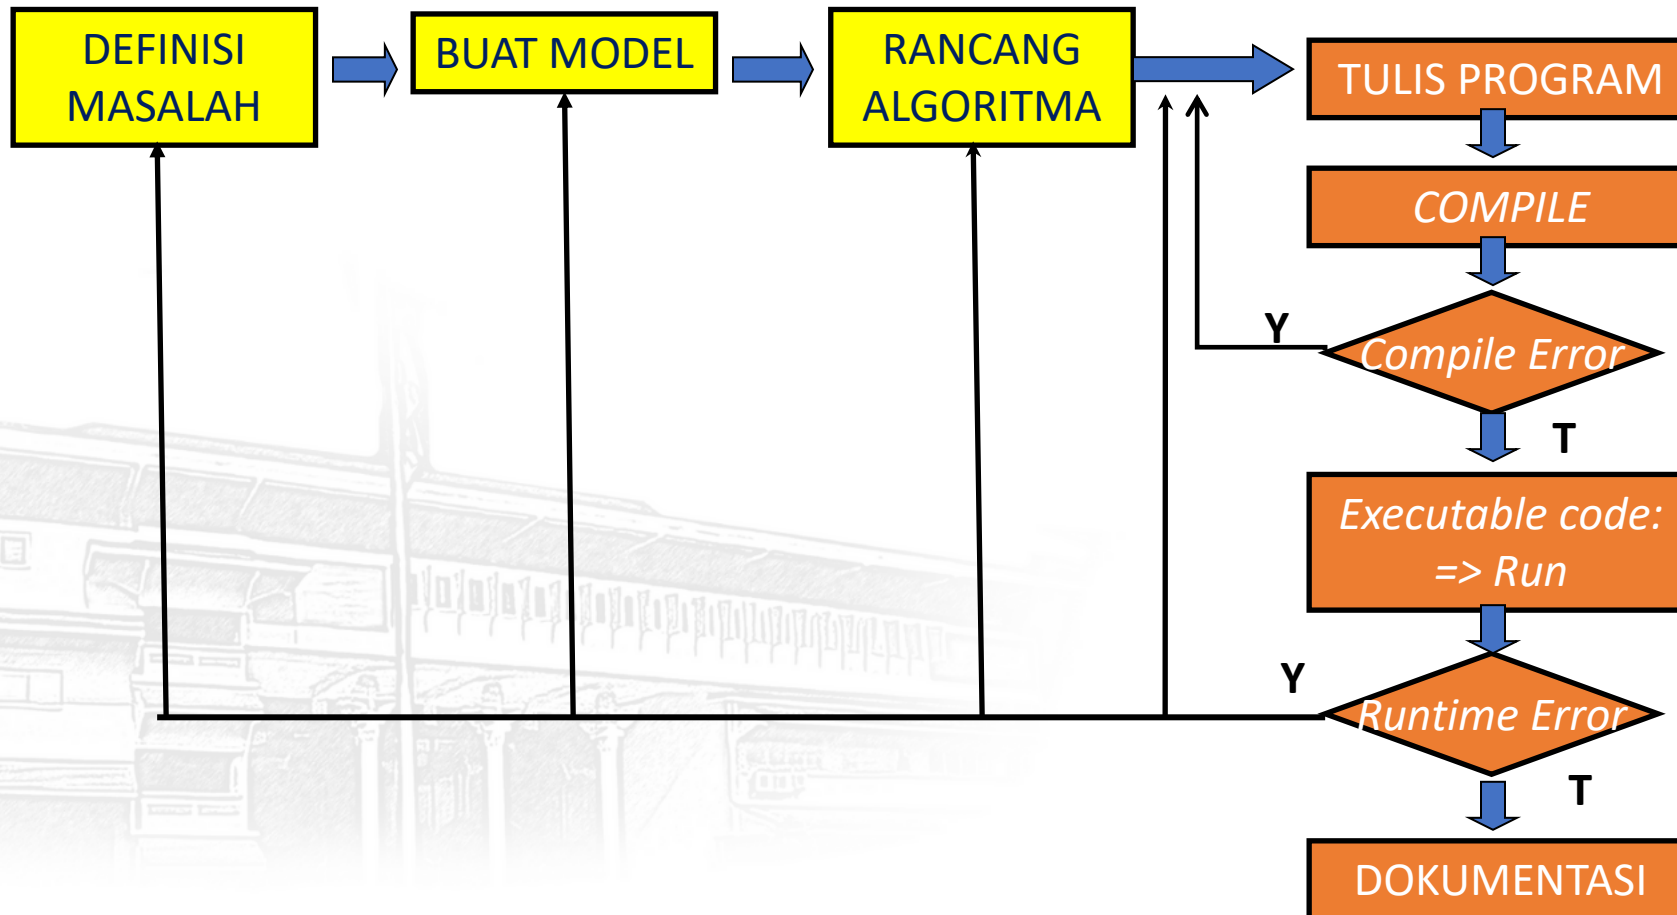 DEFINISI
MASALAH
BUAT MODEL
RANCANG
ALGORITMA
TULIS PROGRAM
COMPILE
Y
Compile Error
T
Executable code:
=> Run
Y
Runtime Error
T
DOKUMENTASI